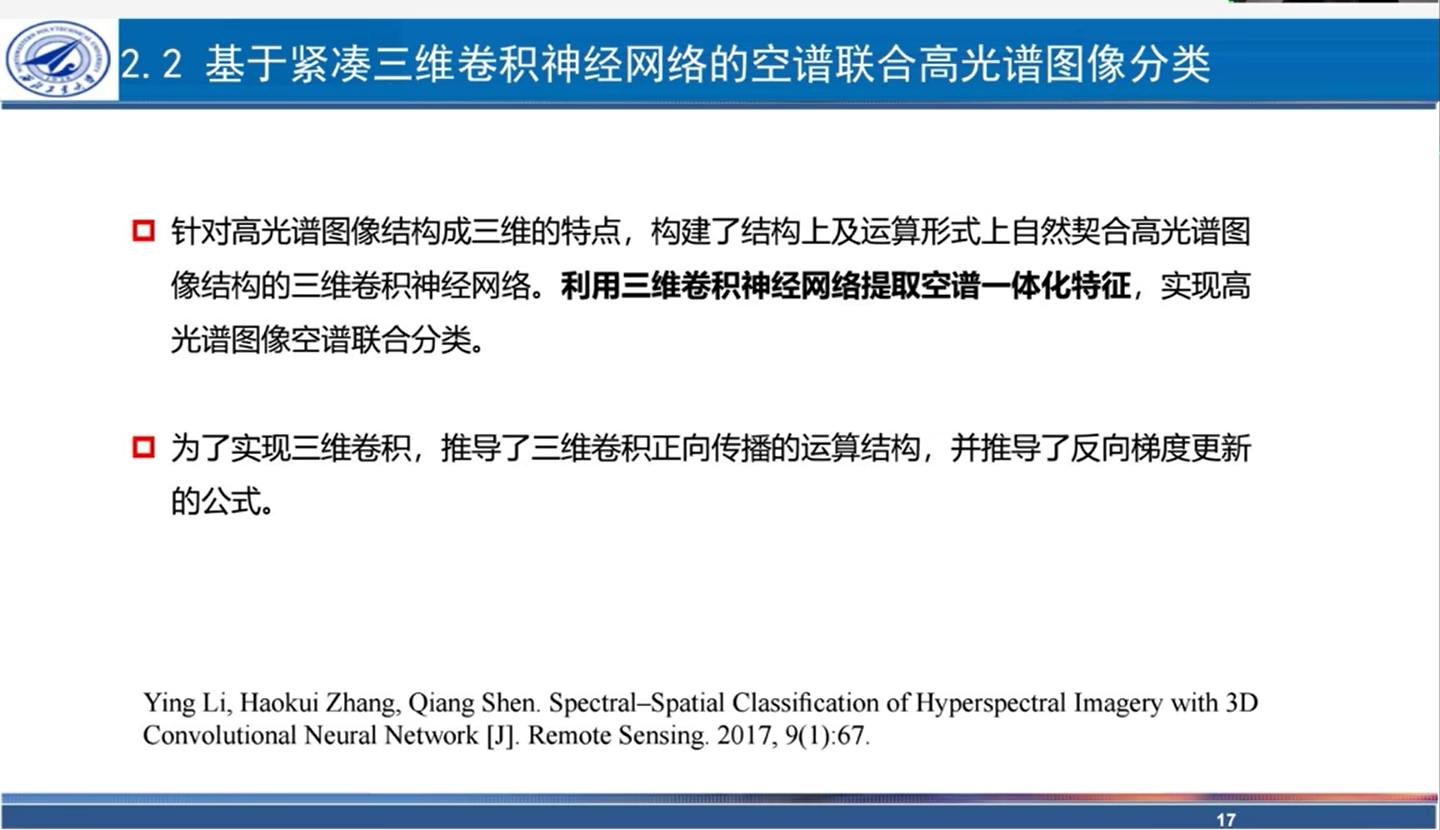 2.2 基于紧凑三维卷积神经网络的空谱联合高光谱图像分类
针对高光谱图像结构成三维的特点，构建了结构上及运算形式上自然契合高光谱图
像结构的三维卷积神经网络。利用三维卷积神经网络提取空谱一体化特征，实现高
光谱图像空谱联合分类。
为了实现三维卷积，推导了三维卷积正向传播的运算结构，并推导了反向梯度更新
的公式。
Ying Li, Haokui Zhang, Qiang Shen. Spectral–Spatial Classification of Hyperspectral Imagery with 3D
Convolutional Neural Network [J]. Remote Sensing. 2017, 9(1):67.
17